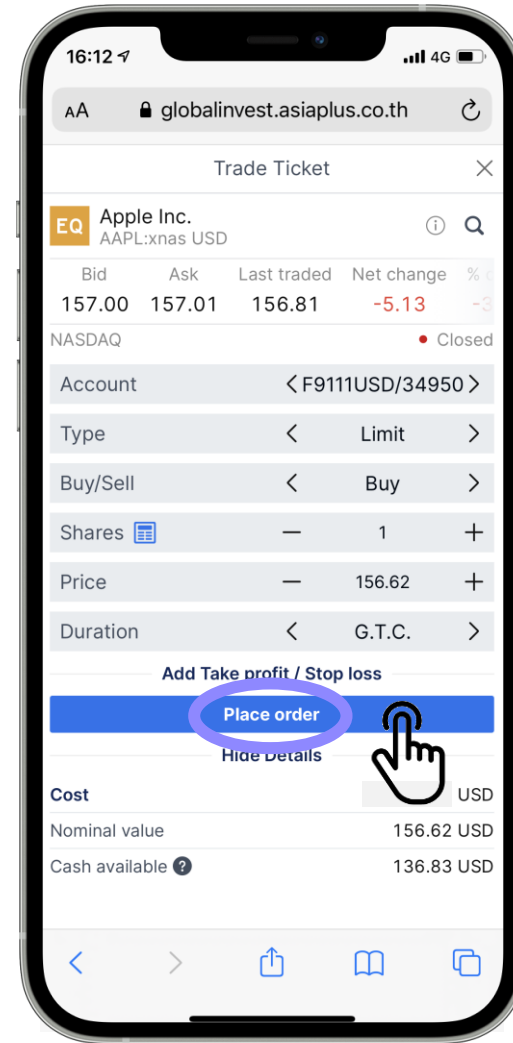 16:12 4G
AA globalinvest.asiaplus.co.th
Trade Ticket
EQ Apple Inc.
AAPL:xnas USD
Bid Ask Last traded Net change %
157.00 157.01 156.81 -5.13 -3
NASDAQ Closed
Account F9111USD/34950
Type Limit
Buy/Sell Buy
Shares 1
Price 156.62
Duration G.T.C.
Add Take profit / Stop loss
Place order
Hide Details
Cost USD
Nominal value 156.62 USD
Cash available ? 136.83 USD